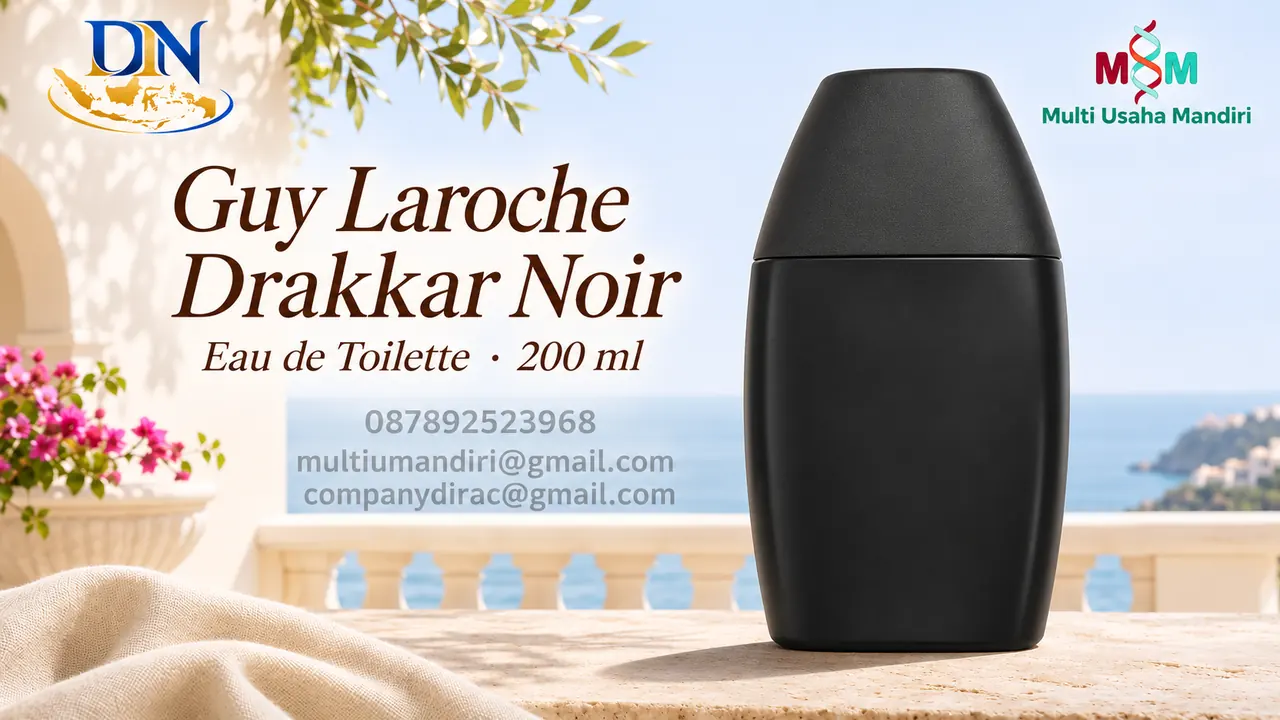 DIN
MSM
Multi Usaha Mandiri
Guy Laroche
Drakkar Noir
Eau de Toilette · 200 ml
087892523968
multiumandiri@gmail.com
companydirac@gmail.com